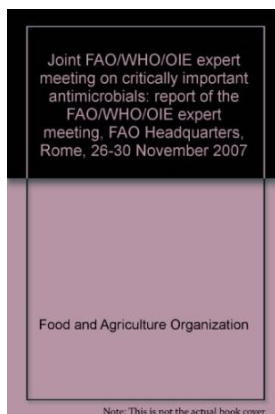 Joint FAO/WHO/OIE expert
meeting on critically important
antimicrobials: report of the
FAO/WHO/OIE expert
meeting, FAO Headquarters,
Rome, 26-30 November 2007
Food and Agriculture Organization
Note: This is not the actual book cover